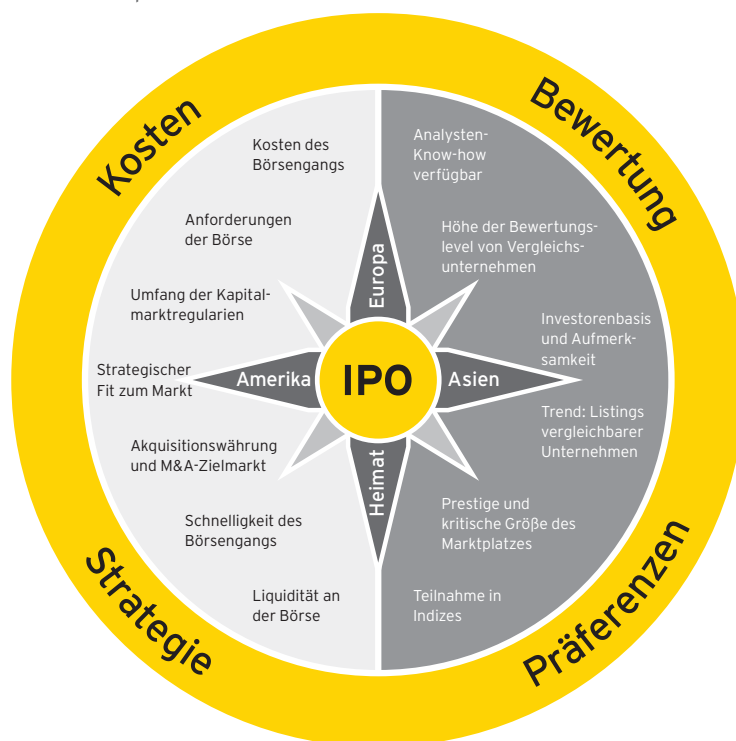 Kosten
Bewertung
Kosten des
Börsengangs
Anforderungen
der Börse
Umfang der Kapital-
marktregularien
Strategischer
Fit zum Markt
Akquisitionswährung
und M&A-Zielmarkt
Schnelligkeit des
Börsengangs
Liquidität an
der Börse
Analysten-
Know-how
verfügbar
Höhe der Bewertungs-
level von Vergleichs-
unternehmen
Investorenbasis
und Aufmerk-
samkeit
Trend: Listings
vergleichbarer
Unternehmen
Prestige und
kritische Größe des
Marktplatzes
Teilnahme in
Indizes
Europa
Amerika
IPO
Asien
Heimat
Strategie
Präferenzen